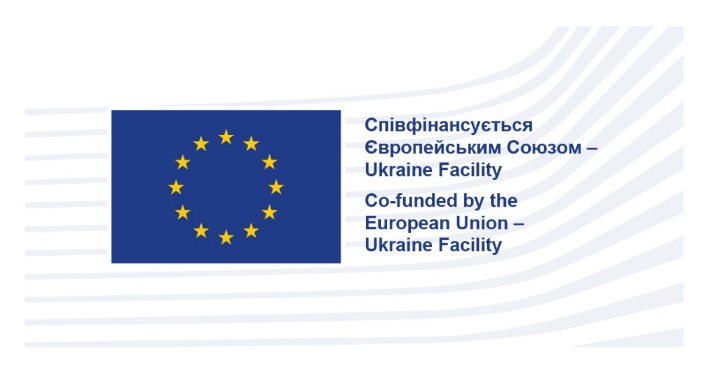 Співфінансується
Європейським Союзом –
Ukraine Facility
Co-funded by the
European Union –
Ukraine Facility